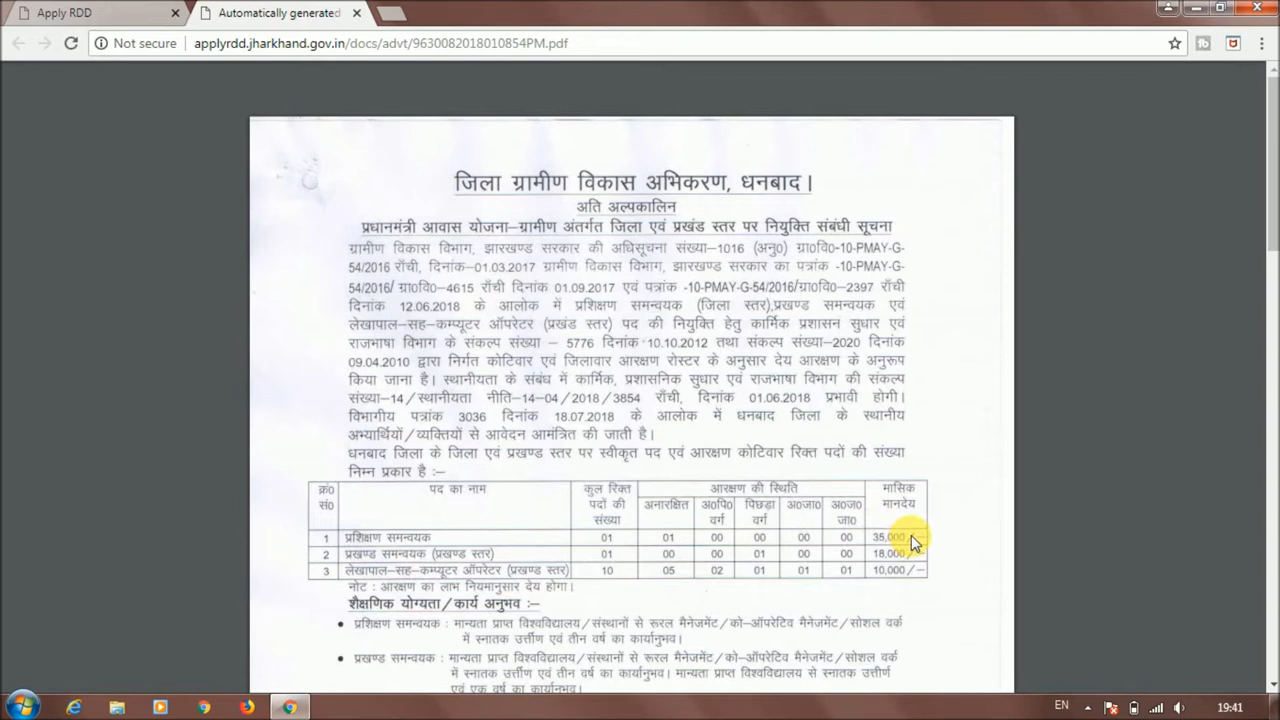 Apply RDD
Automatically generated
Not secure
applyrdd.jharkhand.gov.in/docs/advt/9630082018010854PM.pdf
जिला ग्रामीण विकास अभिकरण, धनबाद।
अति अल्पकालिन
प्रधानमंत्री आवास योजना–ग्रामीण अंतर्गत जिला एवं प्रखण्ड स्तर पर नियुक्ति संबंधी सूचना
ग्रामीण विकास विभाग, झारखण्ड सरकार की अधिसूचना संख्या–1016 (अनु0) ग्रा0वि0-10-PMAY-G-
54/2016 राँची, दिनांक–01.03.2017 ग्रामीण विकास विभाग, झारखण्ड सरकार का पत्रांक -10-PMAY-G-
54/2016/ ग्रा0वि0–4615 राँची दिनांक 01.09.2017 एवं पत्रांक -10-PMAY-G-54/2016/ग्रा0वि0–2397 राँची
दिनांक 12.06.2018 के आलोक में प्रशिक्षण समन्वयक (जिला स्तर),प्रखण्ड समन्वयक एवं
लेखापाल–सह–कम्प्यूटर ऑपरेटर (प्रखंड स्तर) पद की नियुक्ति हेतु कार्मिक प्रशासन सुधार एवं
राजभाषा विभाग के संकल्प संख्या – 5776 दिनांक 10.10.2012 तथा संकल्प संख्या–2020 दिनांक
09.04.2010 द्वारा निर्गत कोटिवार एवं जिलावार आरक्षण रोस्टर के अनुसार देय आरक्षण के अनुरूप
किया जाना है। स्थानीयता के संबंध में कार्मिक, प्रशासनिक सुधार एवं राजभाषा विभाग की संकल्प
संख्या–14/स्थानीयता नीति–14–04/2018/3854 राँची, दिनांक 01.06.2018 प्रभावी होगी।
विभागीय पत्रांक 3036 दिनांक 18.07.2018 के आलोक में धनबाद जिला के स्थानीय
अभ्यार्थियों/व्यक्तियों से आवेदन आमंत्रित की जाती है।
धनबाद जिला के जिला एवं प्रखण्ड स्तर पर स्वीकृत पद एवं आरक्षण कोटिवार रिक्त पदों की संख्या
निम्न प्रकार है :–
क्रं0 सं0 पद का नाम कुल रिक्त पदों की संख्या आरक्षण की स्थिति मासिक मानदेय
अनारक्षित अ0पि0 वर्ग पिछड़ा वर्ग अ0जा0 अ0ज0 जा0
1 प्रशिक्षण समन्वयक 01 01 00 00 00 00 35,000
2 प्रखण्ड समन्वयक (प्रखण्ड स्तर) 01 00 00 01 00 00 18,000/–
3 लेखापाल–सह–कम्प्यूटर ऑपरेटर (प्रखण्ड स्तर) 10 05 02 01 01 01 10,000/–
नोट : आरक्षण का लाभ नियमानुसार देय होगा।
शैक्षणिक योग्यता/कार्य अनुभव :–
• प्रशिक्षण समन्वयक : मान्यता प्राप्त विश्वविद्यालय/संस्थानों से रूरल मैनेजमेंट/को–ऑपरेटिव मैनेजमेंट/सोशल वर्क
में स्नातक उर्त्तीण एवं तीन वर्ष का कार्यानुभव।
• प्रखण्ड समन्वयक : मान्यता प्राप्त विश्वविद्यालय/संस्थानों से रूरल मैनेजमेंट/को–ऑपरेटिव मैनेजमेंट/सोशल वर्क
में स्नातक उर्त्तीण एवं तीन वर्ष का कार्यानुभव। मान्यता प्राप्त विश्वविद्यालय से स्नातक उत्तीर्ण
एवं एक वर्ष का कार्यानुभव।
EN
19:41